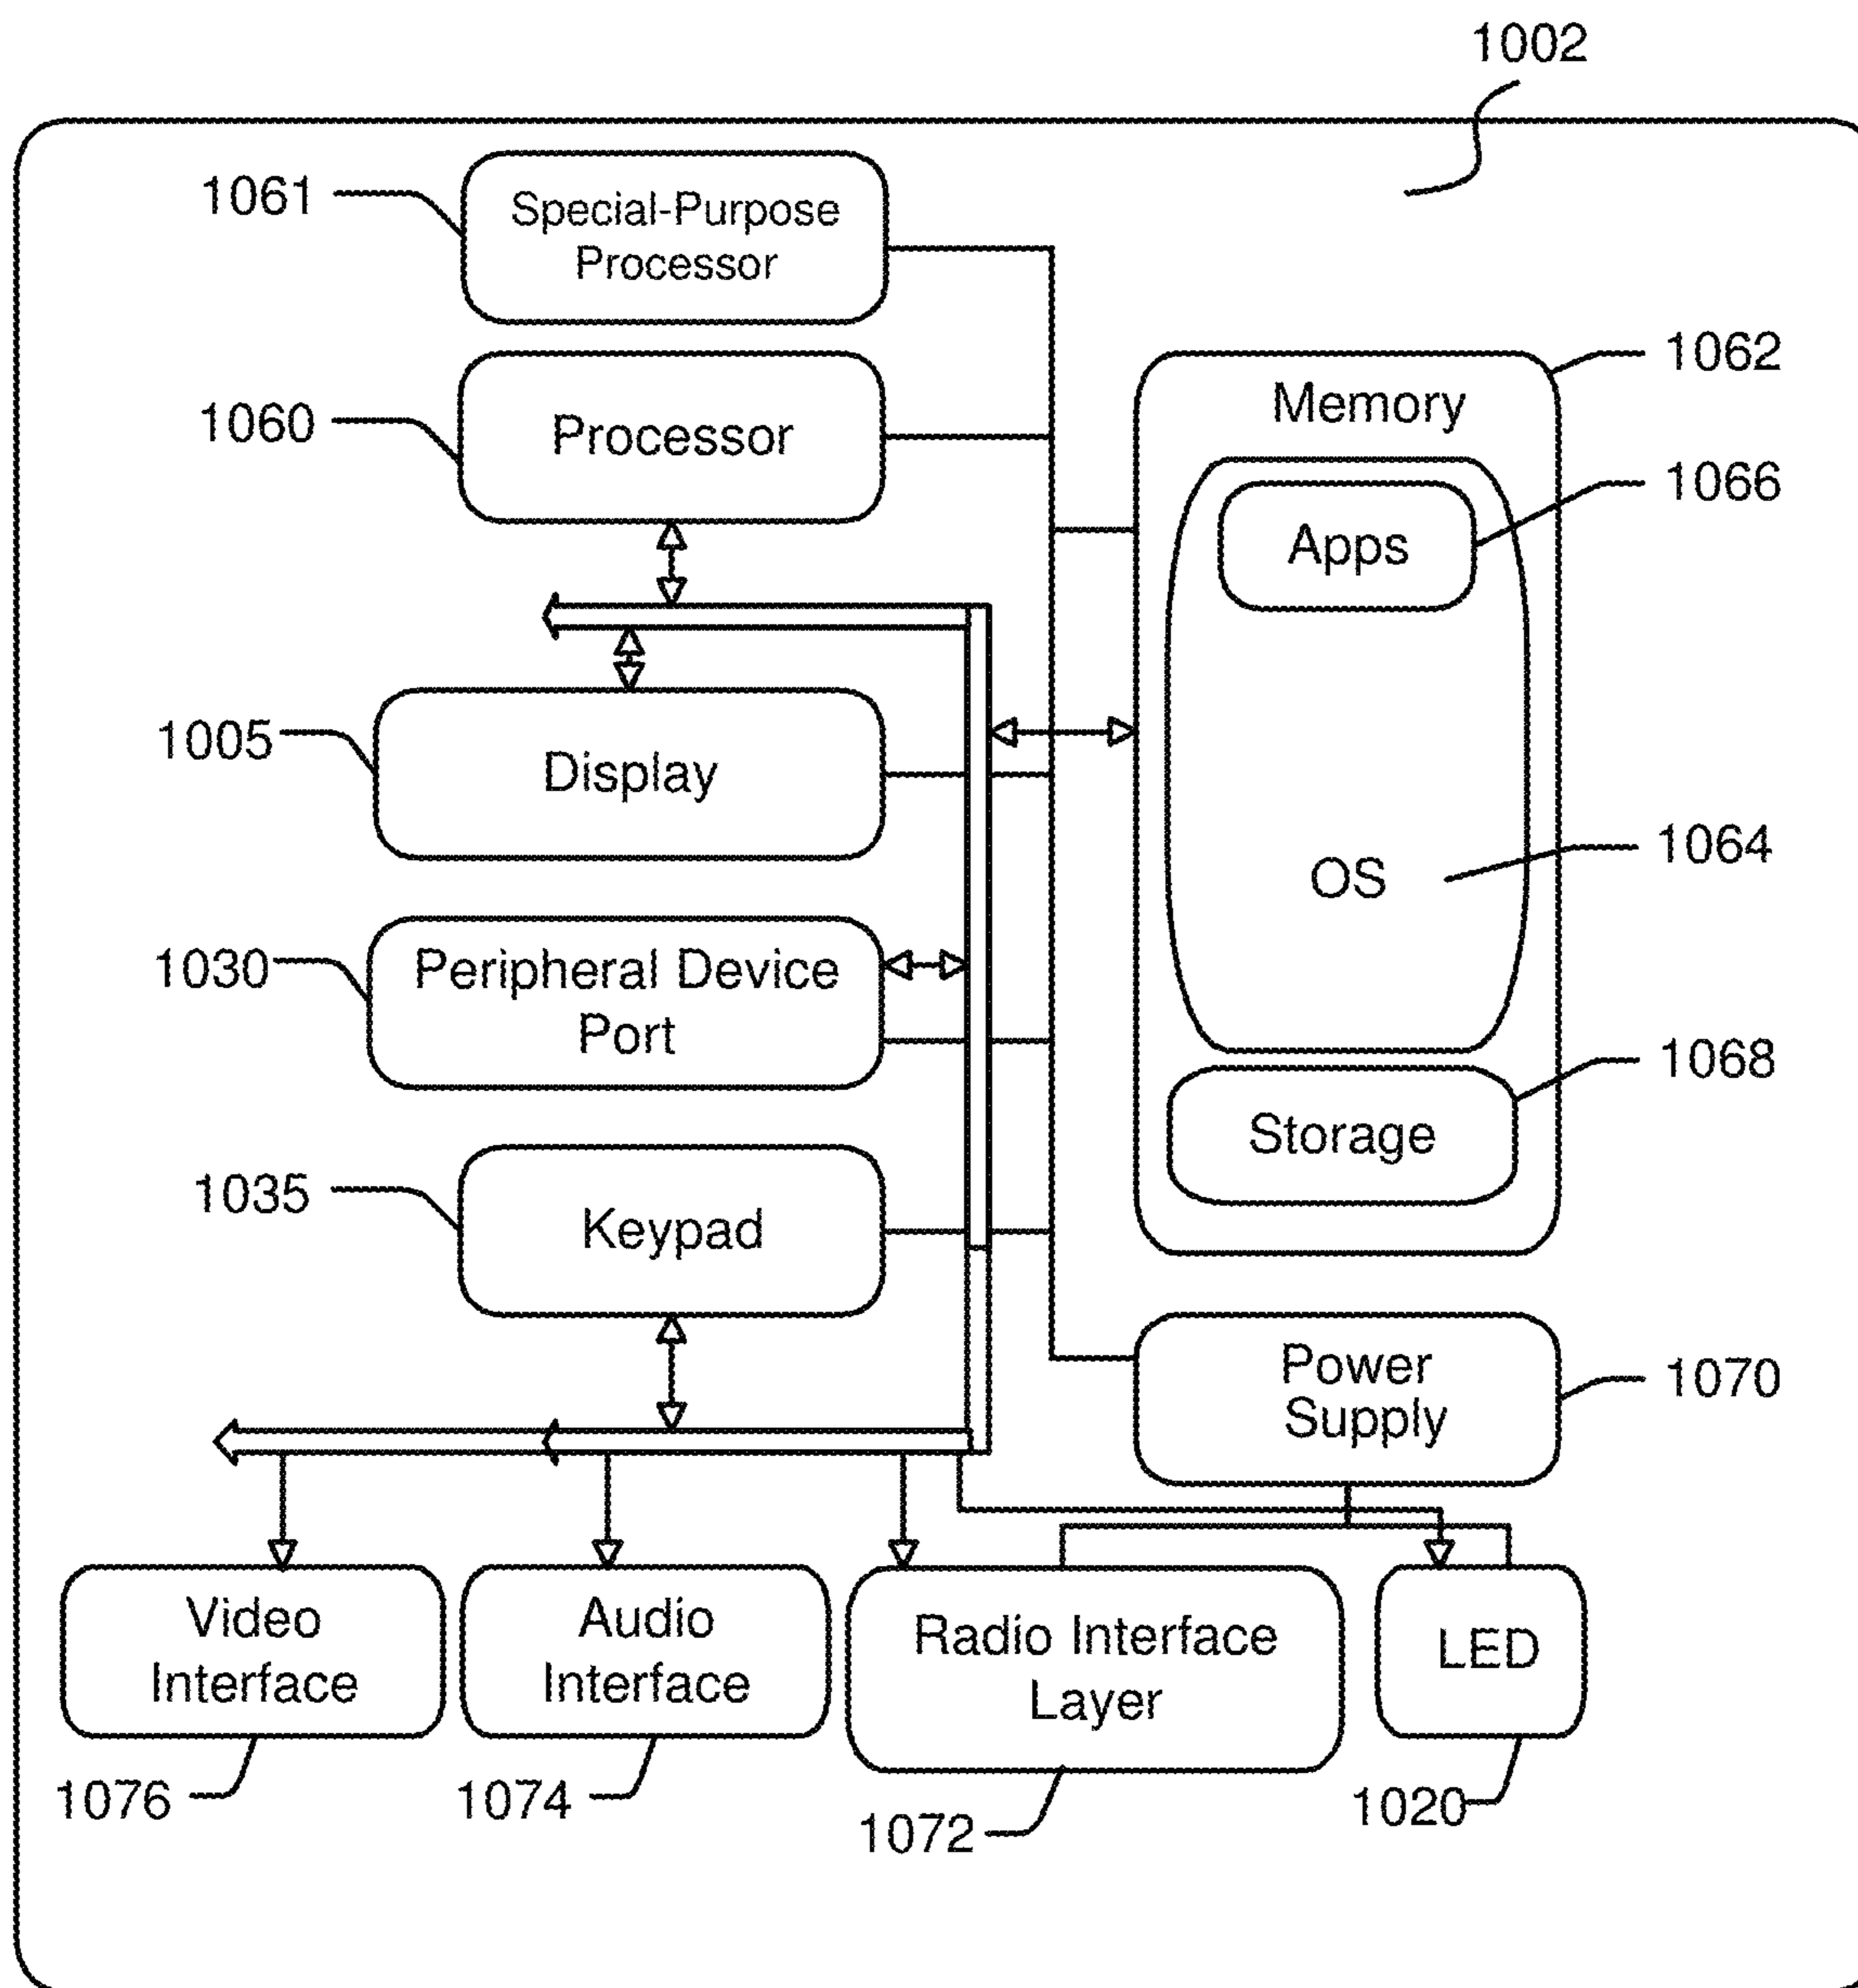 1002
1061
Special-Purpose
Processor
1062
Memory
1060
Processor
1066
Apps
1005
Display
1064
OS
1030
Peripheral Device
Port
1068
Storage
1035
Keypad
Power
Supply
1070
Video
Interface
Audio
Interface
Radio Interface
Layer
LED
1076
1074
1072
1020